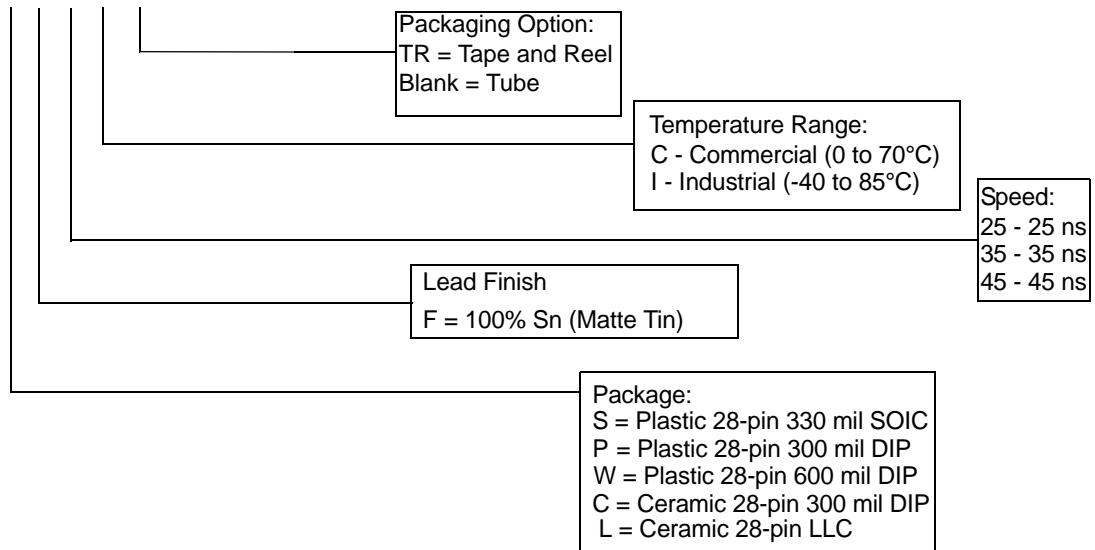 Packaging Option:
TR = Tape and Reel
Blank = Tube
Temperature Range:
C - Commercial (0 to 70°C)
I - Industrial (-40 to 85°C)
Speed:
25 - 25 ns
35 - 35 ns
45 - 45 ns
Lead Finish
F = 100% Sn (Matte Tin)
Package:
S = Plastic 28-pin 330 mil SOIC
P = Plastic 28-pin 300 mil DIP
W = Plastic 28-pin 600 mil DIP
C = Ceramic 28-pin 300 mil DIP
L = Ceramic 28-pin LLC